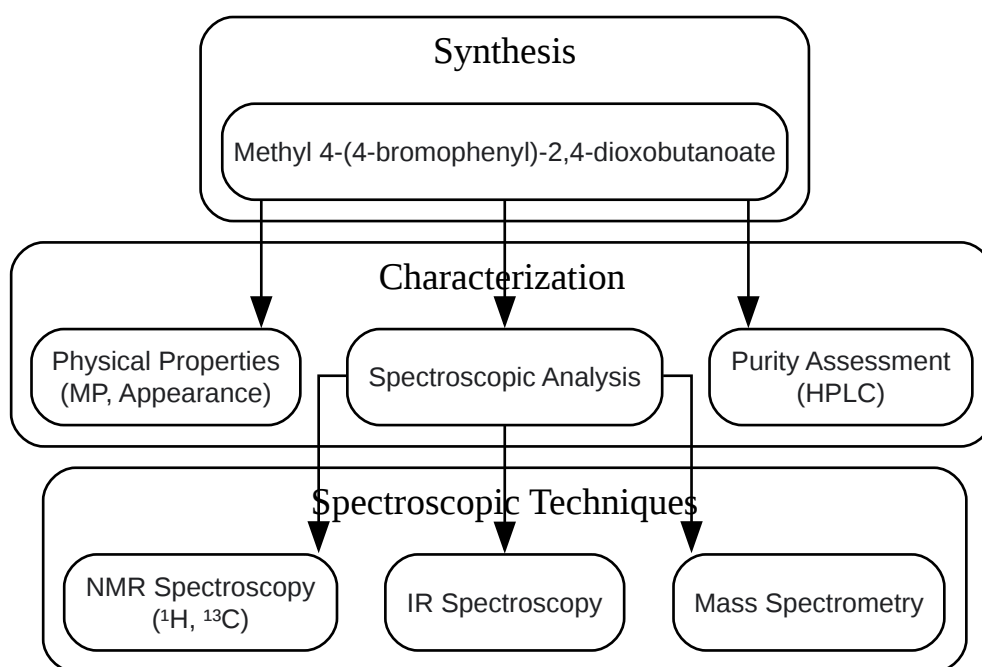 Synthesis
Methyl 4-(4-bromophenyl)-2,4-dioxobutanoate
Characterization
Physical Properties
(MP, Appearance)
Spectroscopic Analysis
Purity Assessment
(HPLC)
Spectroscopic Techniques
NMR Spectroscopy
(¹H, ¹³C)
IR Spectroscopy
Mass Spectrometry